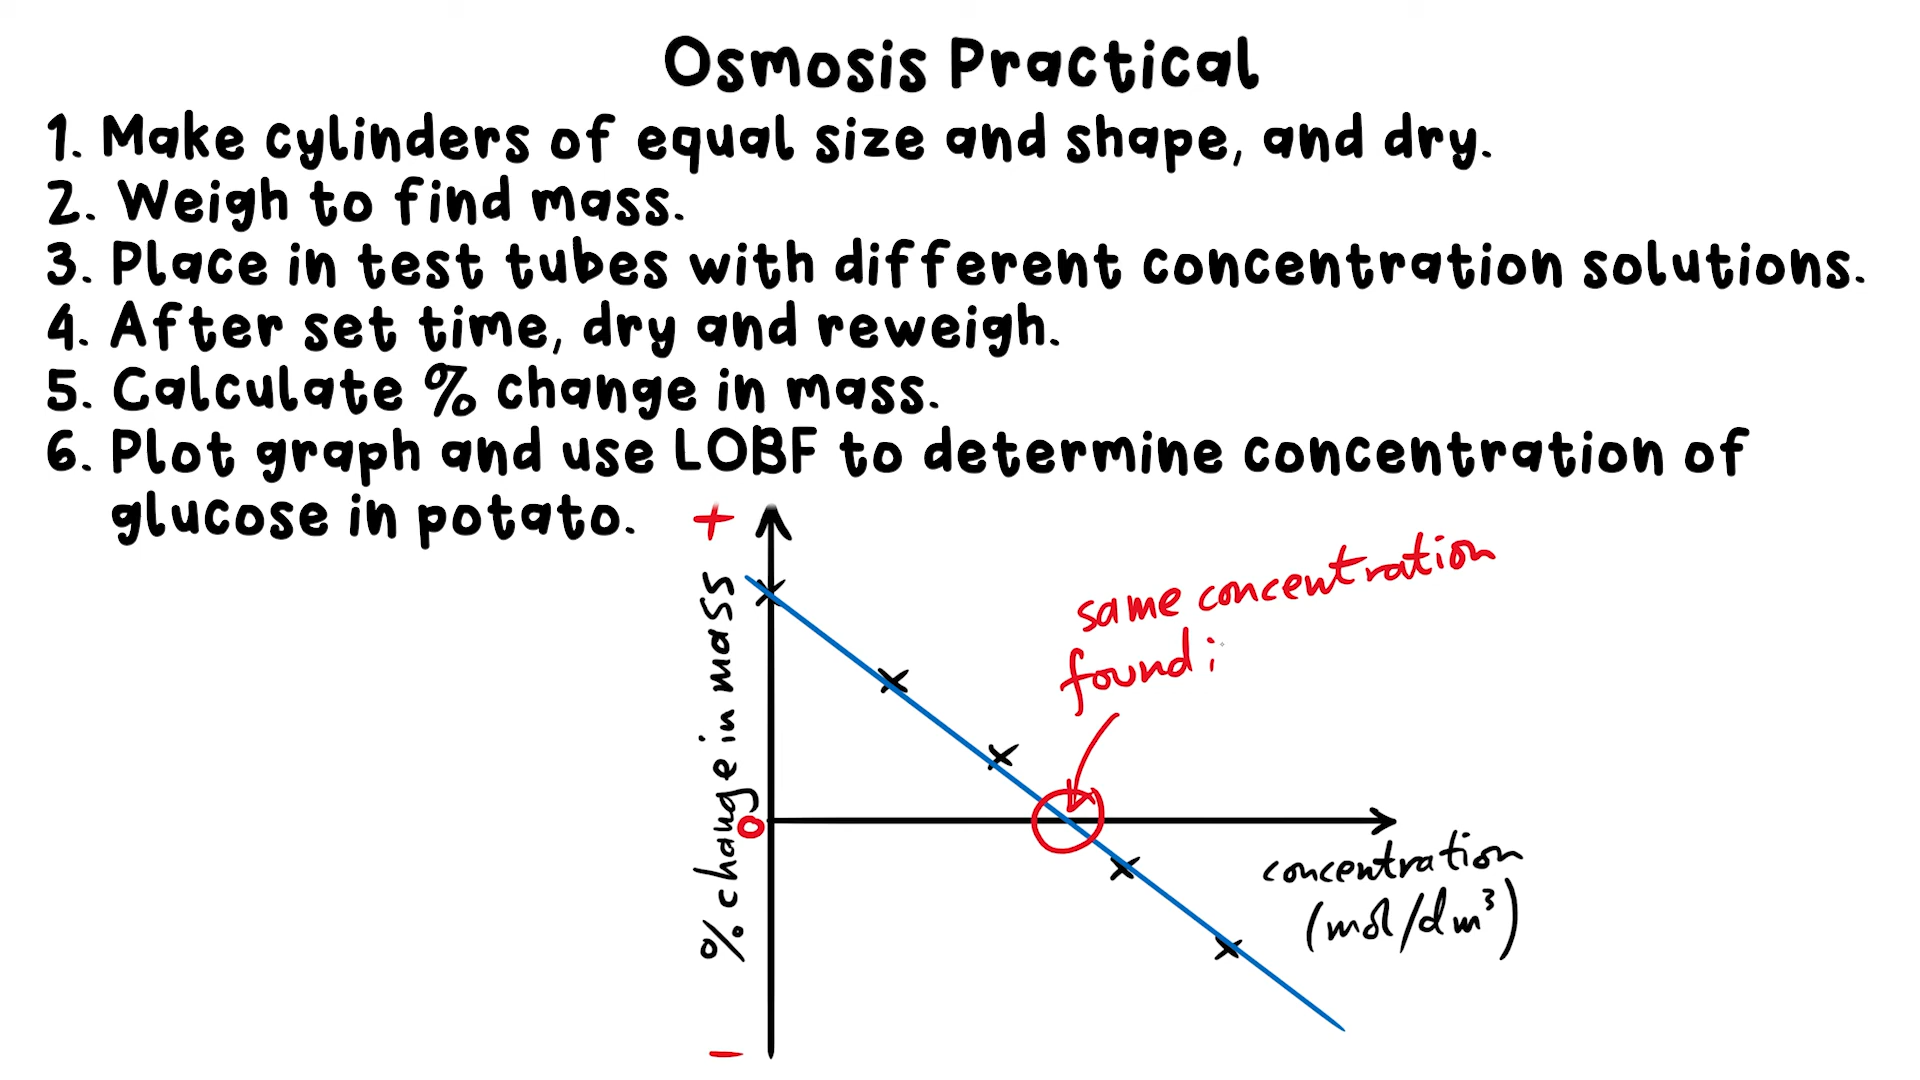 Osmosis Practical
1. Make cylinders of equal size and shape, and dry.
2. Weigh to find mass.
3. Place in test tubes with different concentration solutions.
4. After set time, dry and reweigh.
5. Calculate % change in mass.
6. Plot graph and use LOBF to determine concentration of
glucose in potato.
+
% change in mass
same concentration
found i
0
concentration
(mol/dm³)
-